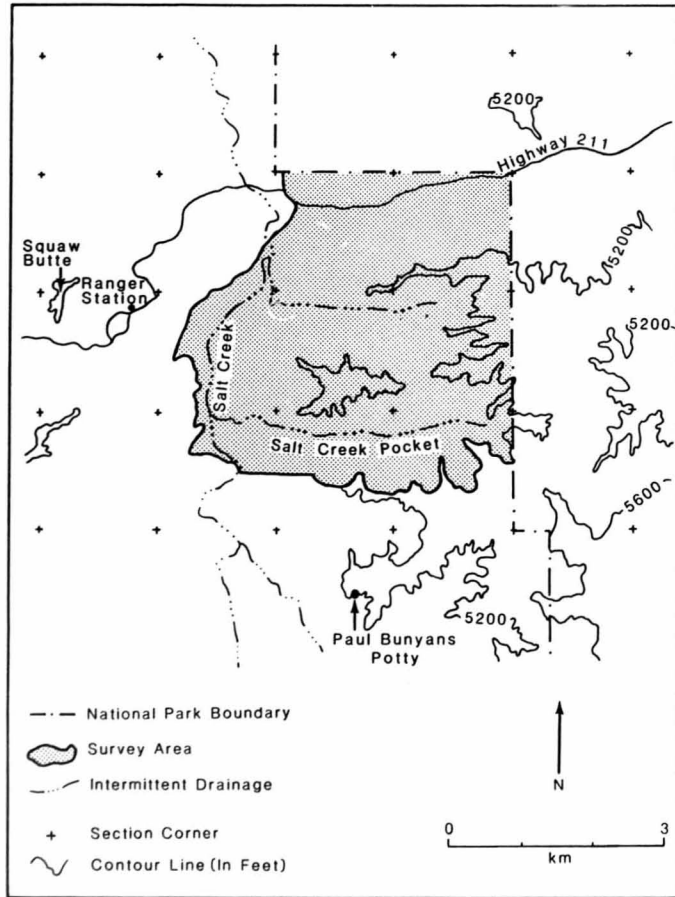 5200
Highway 211
Squaw
Butte
Ranger
Station
5200
5200
Salt Creek
Salt Creek Pocket
5600
5200
Paul Bunyans
Potty
National Park Boundary
Survey Area
Intermittent Drainage
Section Corner
Contour Line (In Feet)
N
0 3
km